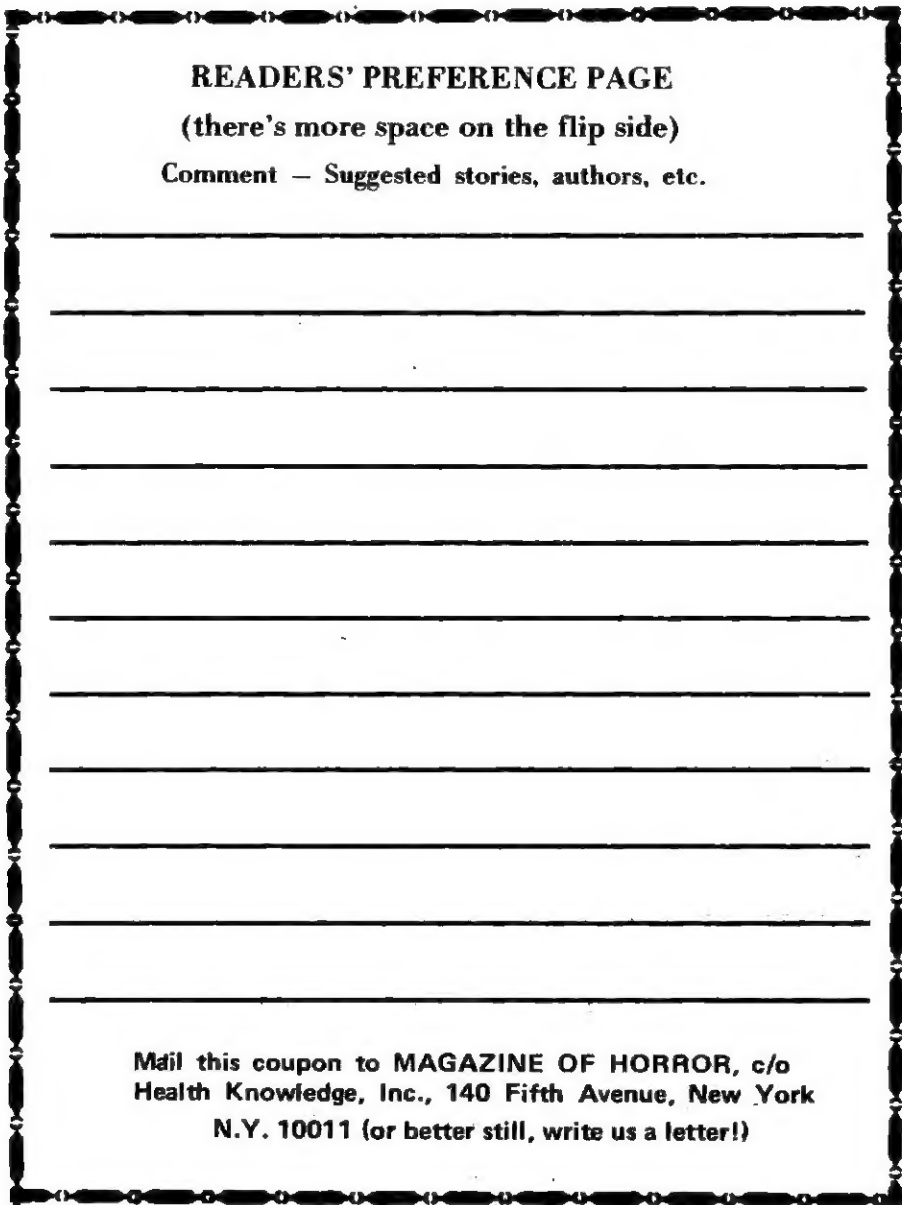 READERS' PREFERENCE PAGE
(there's more space on the flip side)
Comment — Suggested stories, authors, etc.
Mail this coupon to MAGAZINE OF HORROR, c/o
Health Knowledge, Inc., 140 Fifth Avenue, New York
N.Y. 10011 (or better still, write us a letter!)